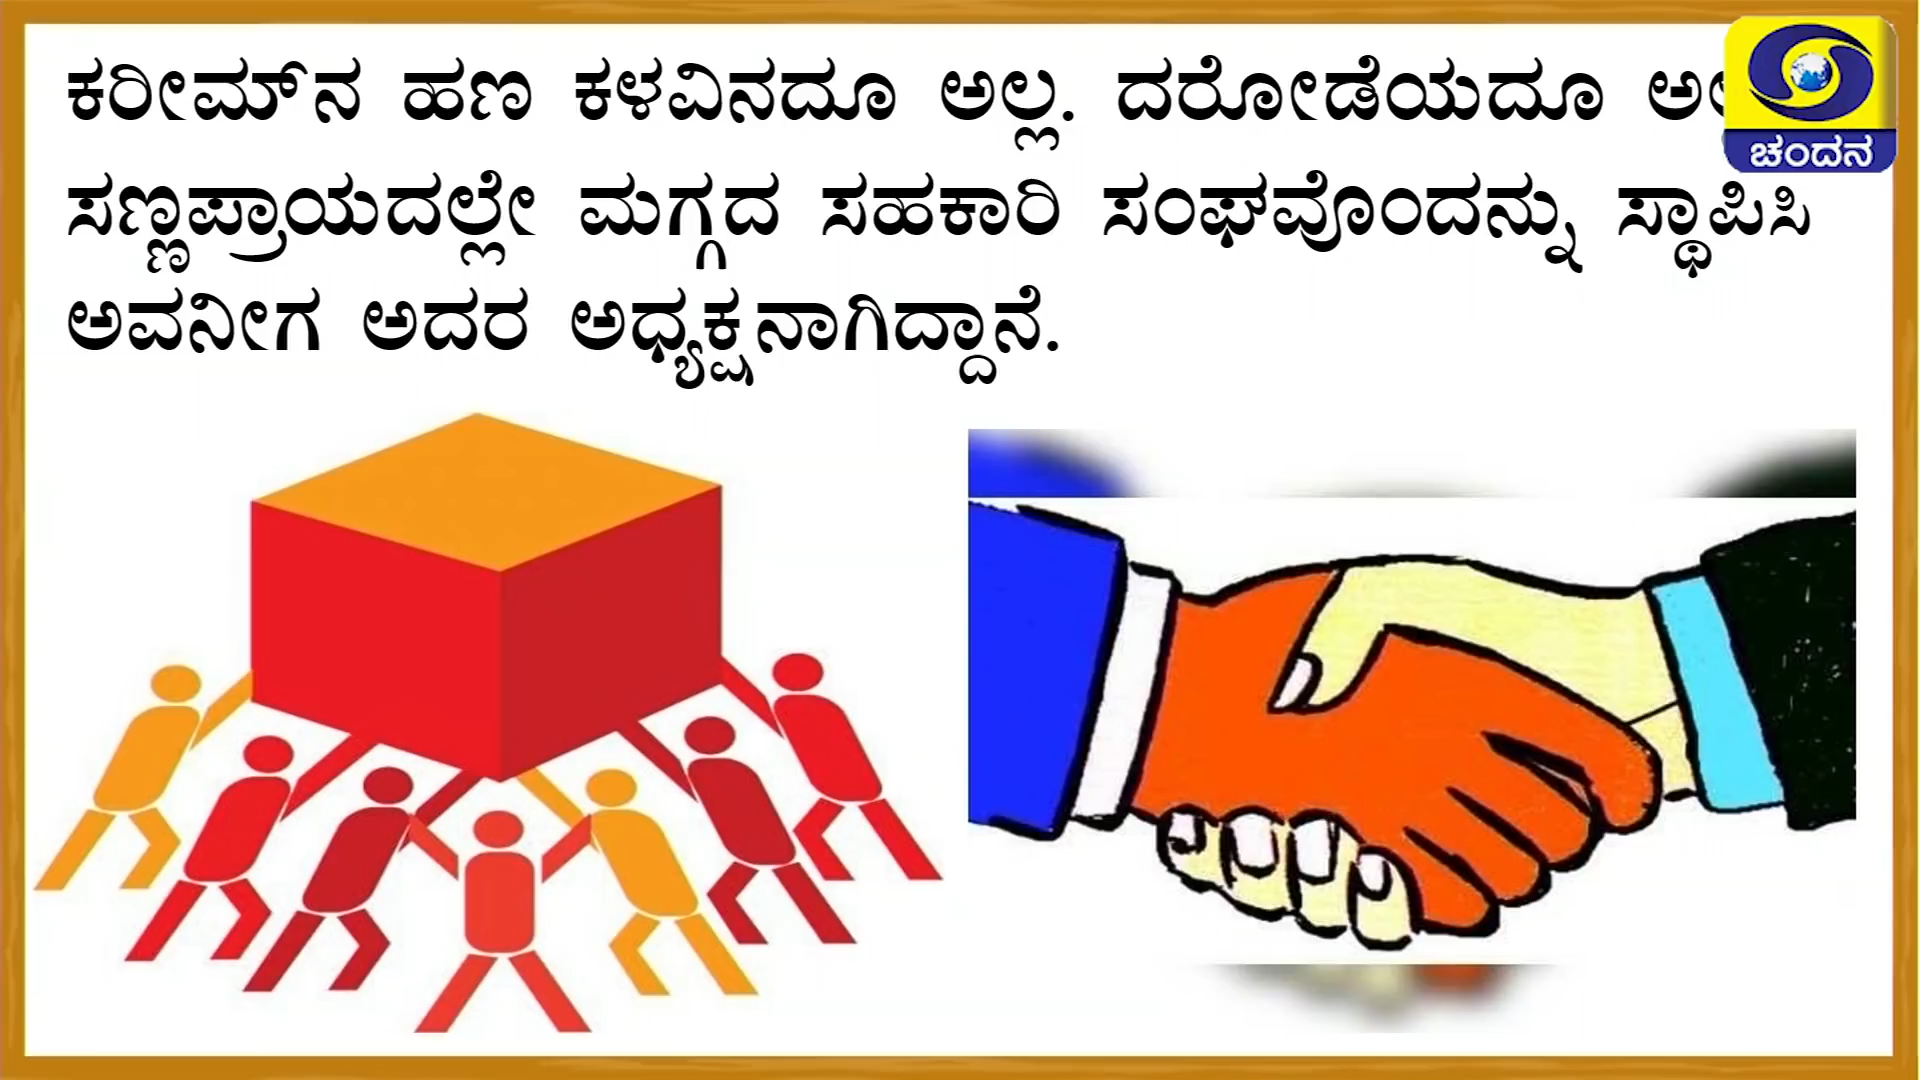 ಕರೀಮ್‌ನ ಹಣ ಕಳವಿನದೂ ಅಲ್ಲ. ದರೋಡೆಯದೂ
ಸಣ್ಣಪ್ರಾಯದಲ್ಲೇ ಮಗ್ಗದ ಸಹಕಾರಿ ಸಂಘವೊಂದನ್ನು ಸ್ಥಾಪಿಸಿ
ಅವನೀಗ ಅದರ ಅಧ್ಯಕ್ಷನಾಗಿದ್ದಾನೆ.
ಚಂದನ